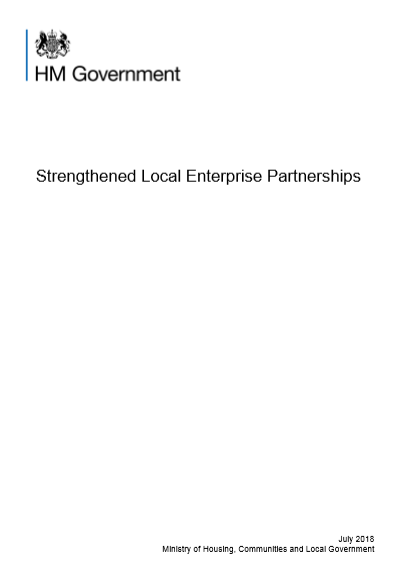 HM Government
Strengthened Local Enterprise Partnerships
July 2018
Ministry of Housing, Communities and Local Government